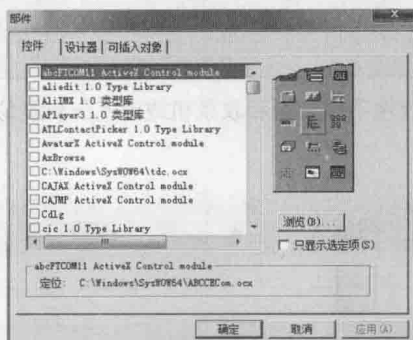 部件
控件
设计器
可插入对象
abcFTCOM11 ActiveX Control module
aliedit 1.0 Type Library
AliIMX 1.0 类型库
APlayer3 1.0 类型库
ATLContactPicker 1.0 Type Library
AvatarX ActiveX Control module
AxBrowse
C:\Windows\SysWOW64\tdc.ocx
CAJAX ActiveX Control module
CAJMP ActiveX Control module
Cdlg
cic 1.0 Type Library
浏览(B)...
只显示选定项(S)
abcFTCOM11 ActiveX Control module
定位: C:\Windows\SysWOW64\ABCCECom.ocx
确定
取消
应用(A)